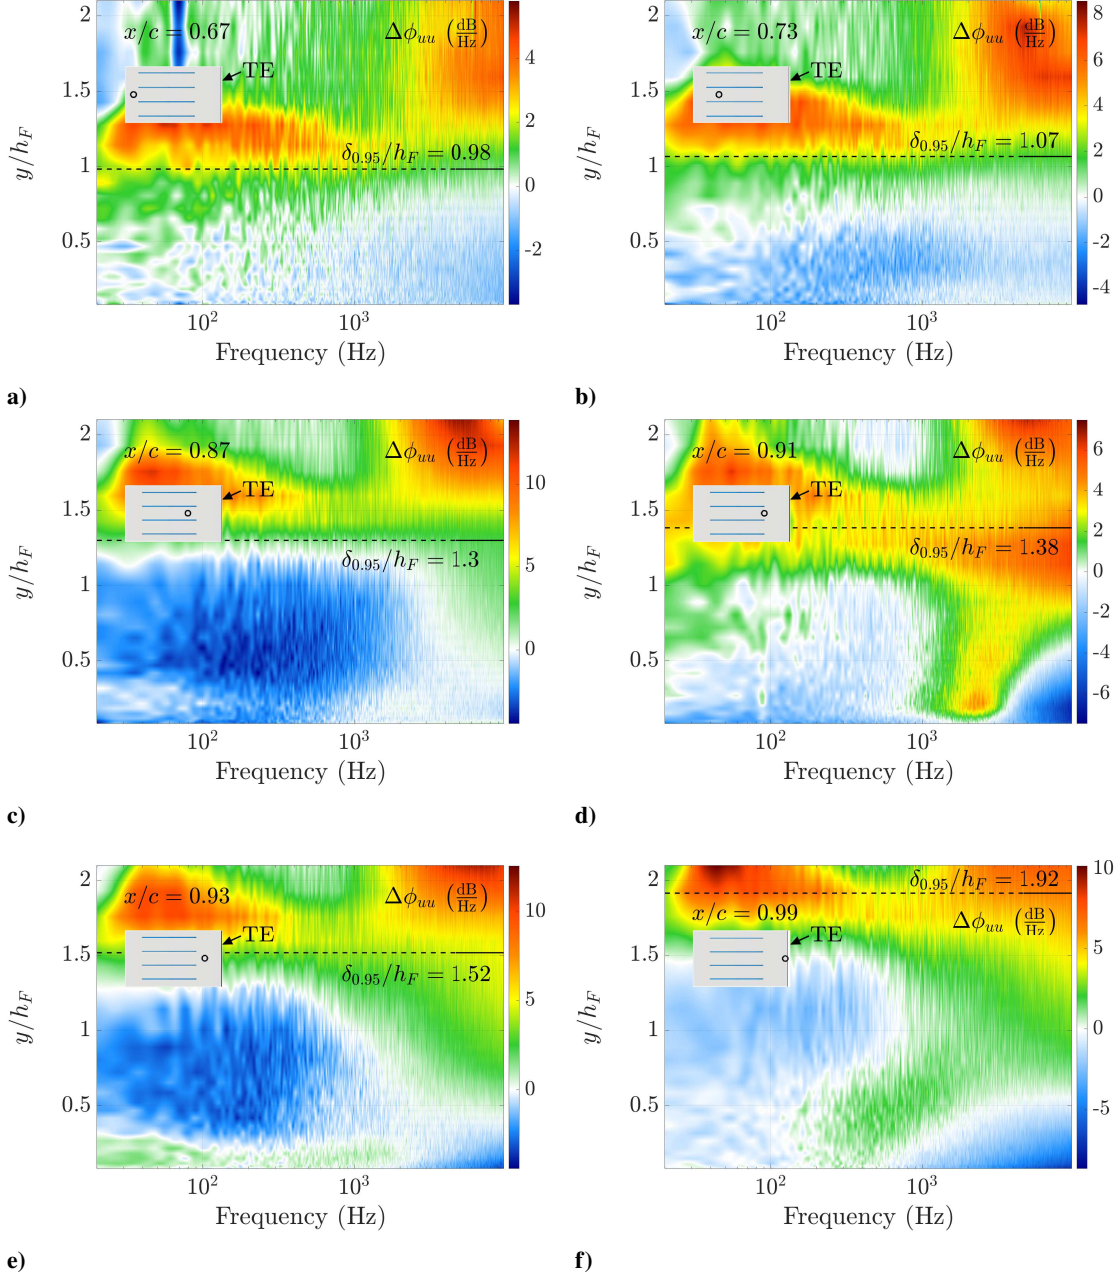 x/c = 0.67
Δϕuu (dB/Hz)
TE
δ0.95/hF = 0.98
y/hF
2
1.5
1
0.5
10²
10³
Frequency (Hz)
4
2
0
-2
a)
x/c = 0.73
Δϕuu (dB/Hz)
TE
δ0.95/hF = 1.07
y/hF
2
1.5
1
0.5
10²
10³
Frequency (Hz)
8
6
4
2
0
-2
-4
b)
x/c = 0.87
Δϕuu (dB/Hz)
TE
δ0.95/hF = 1.3
y/hF
2
1.5
1
0.5
10²
10³
Frequency (Hz)
10
5
0
c)
x/c = 0.91
Δϕuu (dB/Hz)
TE
δ0.95/hF = 1.38
y/hF
2
1.5
1
0.5
10²
10³
Frequency (Hz)
6
4
2
0
-2
-4
-6
d)
x/c = 0.93
Δϕuu (dB/Hz)
TE
δ0.95/hF = 1.52
y/hF
2
1.5
1
0.5
10²
10³
Frequency (Hz)
10
5
0
e)
δ0.95/hF = 1.92
x/c = 0.99
Δϕuu (dB/Hz)
TE
y/hF
2
1.5
1
0.5
10²
10³
Frequency (Hz)
10
5
0
-5
f)